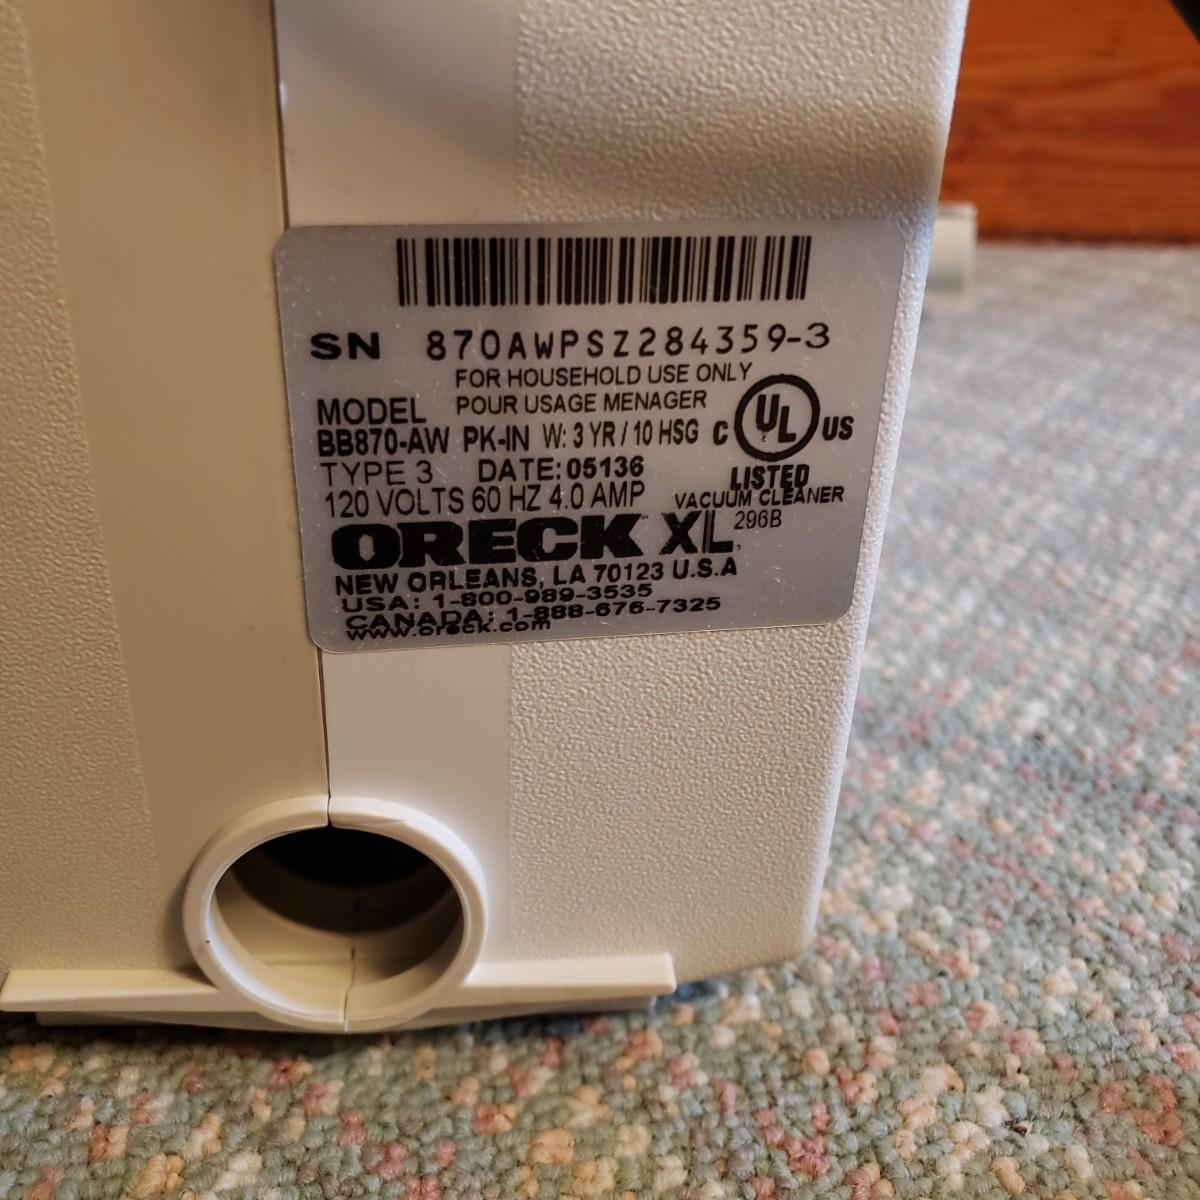 SN 870AWPSZ284359-3
FOR HOUSEHOLD USE ONLY
MODEL POUR USAGE MENAGER
BB870-AW PK-IN W: 3 YR / 10 HSG C UL US
TYPE 3 DATE: 05136 LISTED
120 VOLTS 60 HZ 4.0 AMP VACUUM CLEANER
ORECK XL 296B
NEW ORLEANS, LA 70123 U.S.A
USA: 1-800-989-3535
CANADA: 1-888-676-7325
www.oreck.com